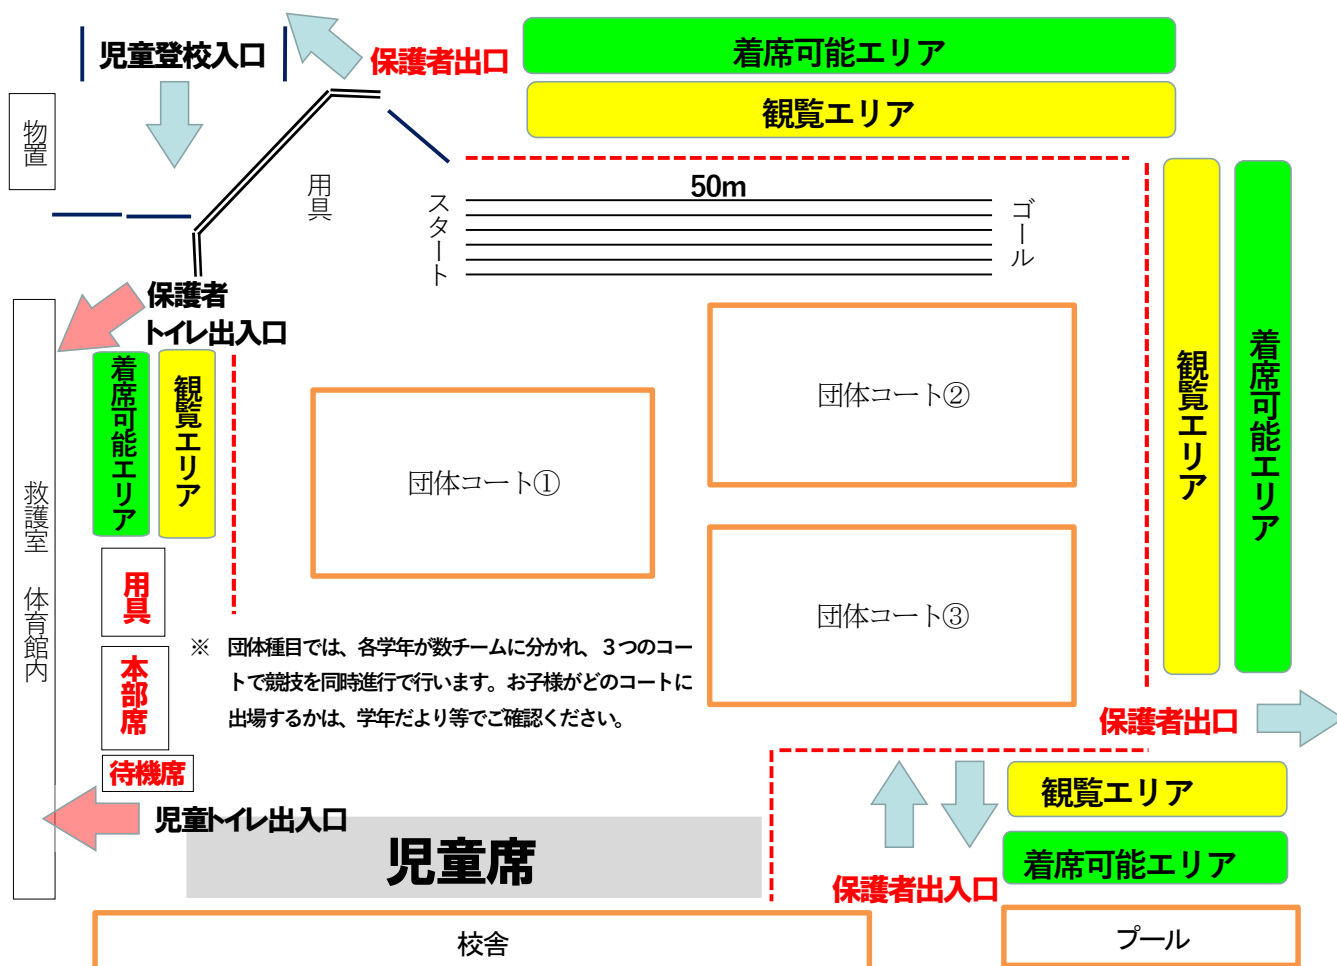 児童登校入口
保護者出口
着席可能エリア
観覧エリア
物置
用具
50m
スタート
ゴール
保護者
トイレ出入口
着席可能エリア
観覧エリア
観覧エリア
着席可能エリア
団体コート②
団体コート①
団体コート③
救護室 体育館内
用具
本部席
待機席
※ 団体種目では、各学年が数チームに分かれ、３つのコー
トで競技を同時進行で行います。お子様がどのコートに
出場するかは、学年だより等でご確認ください。
保護者出口
観覧エリア
着席可能エリア
保護者出入口
児童トイレ出入口
児童席
校舎
プール